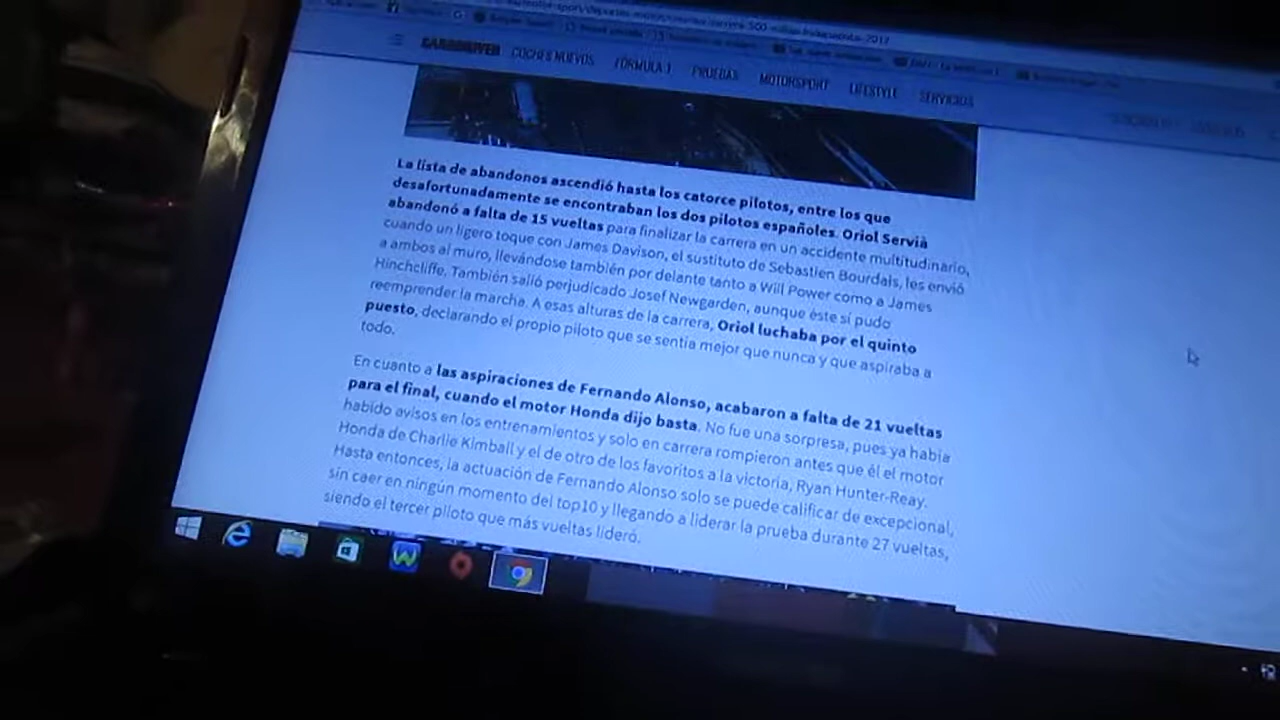 CARANDDRIVER COCHES NUEVOS FÓRMULA 1 PRUEBAS MOTORSPORT LIFESTYLE SERVICIOS
La lista de abandonos ascendió hasta los catorce pilotos, entre los que
desafortunadamente se encontraban los dos pilotos españoles. Oriol Servià
abandonó a falta de 15 vueltas para finalizar la carrera en un accidente multitudinario,
cuando un ligero toque con James Davison, el sustituto de Sebastien Bourdais, les envió
a ambos al muro, llevándose también por delante tanto a Will Power como a James
Hinchcliffe. También salió perjudicado Josef Newgarden, aunque éste sí pudo
reemprender la marcha. A esas alturas de la carrera, Oriol luchaba por el quinto
puesto, declarando el propio piloto que se sentía mejor que nunca y que aspiraba a
todo.
En cuanto a las aspiraciones de Fernando Alonso, acabaron a falta de 21 vueltas
para el final, cuando el motor Honda dijo basta. No fue una sorpresa, pues ya había
habido avisos en los entrenamientos y solo en carrera rompieron antes que él el motor
Honda de Charlie Kimball y el de otro de los favoritos a la victoria, Ryan Hunter-Reay.
Hasta entonces, la actuación de Fernando Alonso solo se puede calificar de excepcional,
sin caer en ningún momento del top10 y llegando a liderar la prueba durante 27 vueltas,
siendo el tercer piloto que más vueltas lideró.